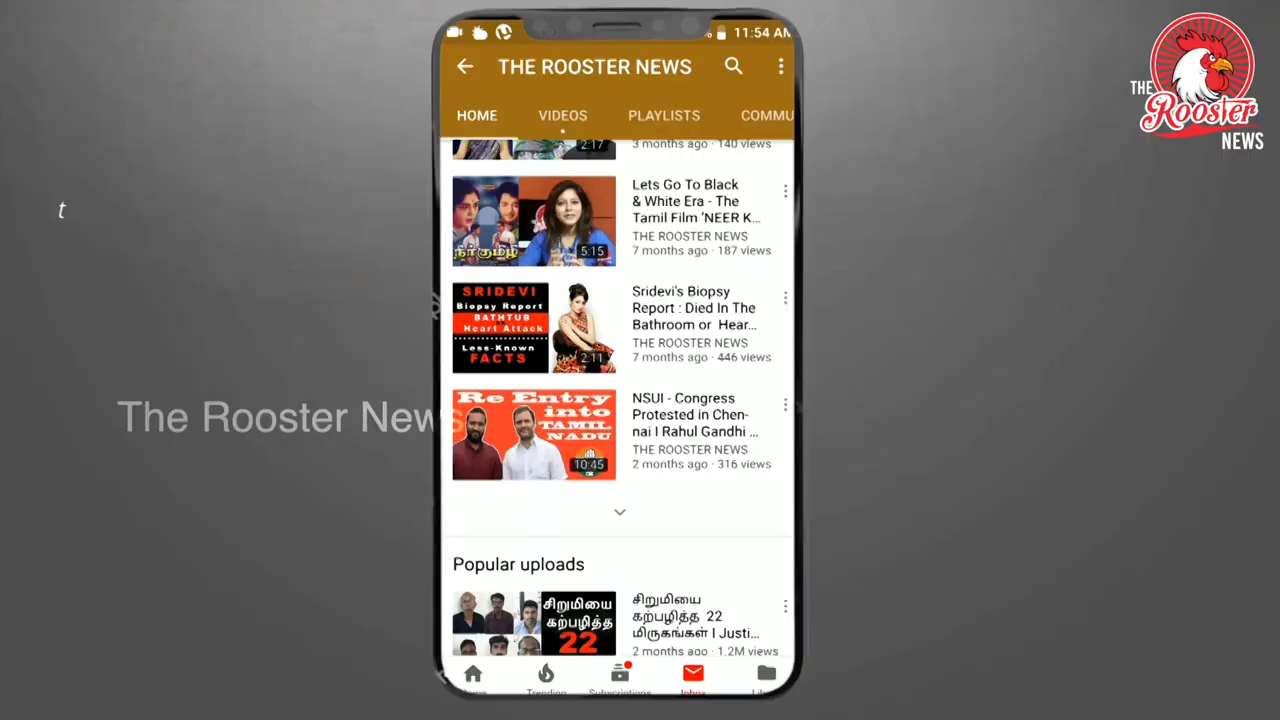 11:54 AM
THE ROOSTER NEWS
HOME VIDEOS PLAYLISTS COMMU
2:17
3 months ago · 140 views
நீர்குமிழி
5:15
Lets Go To Black
& White Era - The
Tamil Film 'NEER K...
THE ROOSTER NEWS
7 months ago · 187 views
SRIDEVI
Biopsy Report
BATHTUB
Heart Attack
Less-Known
FACTS
2:11
Sridevi's Biopsy
Report : Died In The
Bathroom or Hear...
THE ROOSTER NEWS
7 months ago · 446 views
Re Entry
into
TAMIL
NADU
10:45
NSUI - Congress
Protested in Chen-
nai I Rahul Gandhi ...
THE ROOSTER NEWS
2 months ago · 316 views
Popular uploads
சிறுமியை
கற்பழித்த
22
சிறுமியை
கற்பழித்த 22
மிருகங்கள் I Justi...
2 months ago · 1.2M views
Home Trending Subscriptions Inbox
t
The Rooster News
THE
Rooster
NEWS